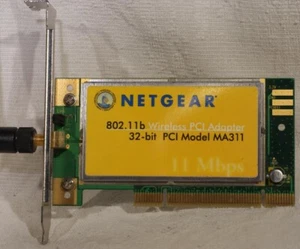 NETGEAR
802.11b Wireless PCI Adapter
32-bit PCI Model MA311
11 Mbps